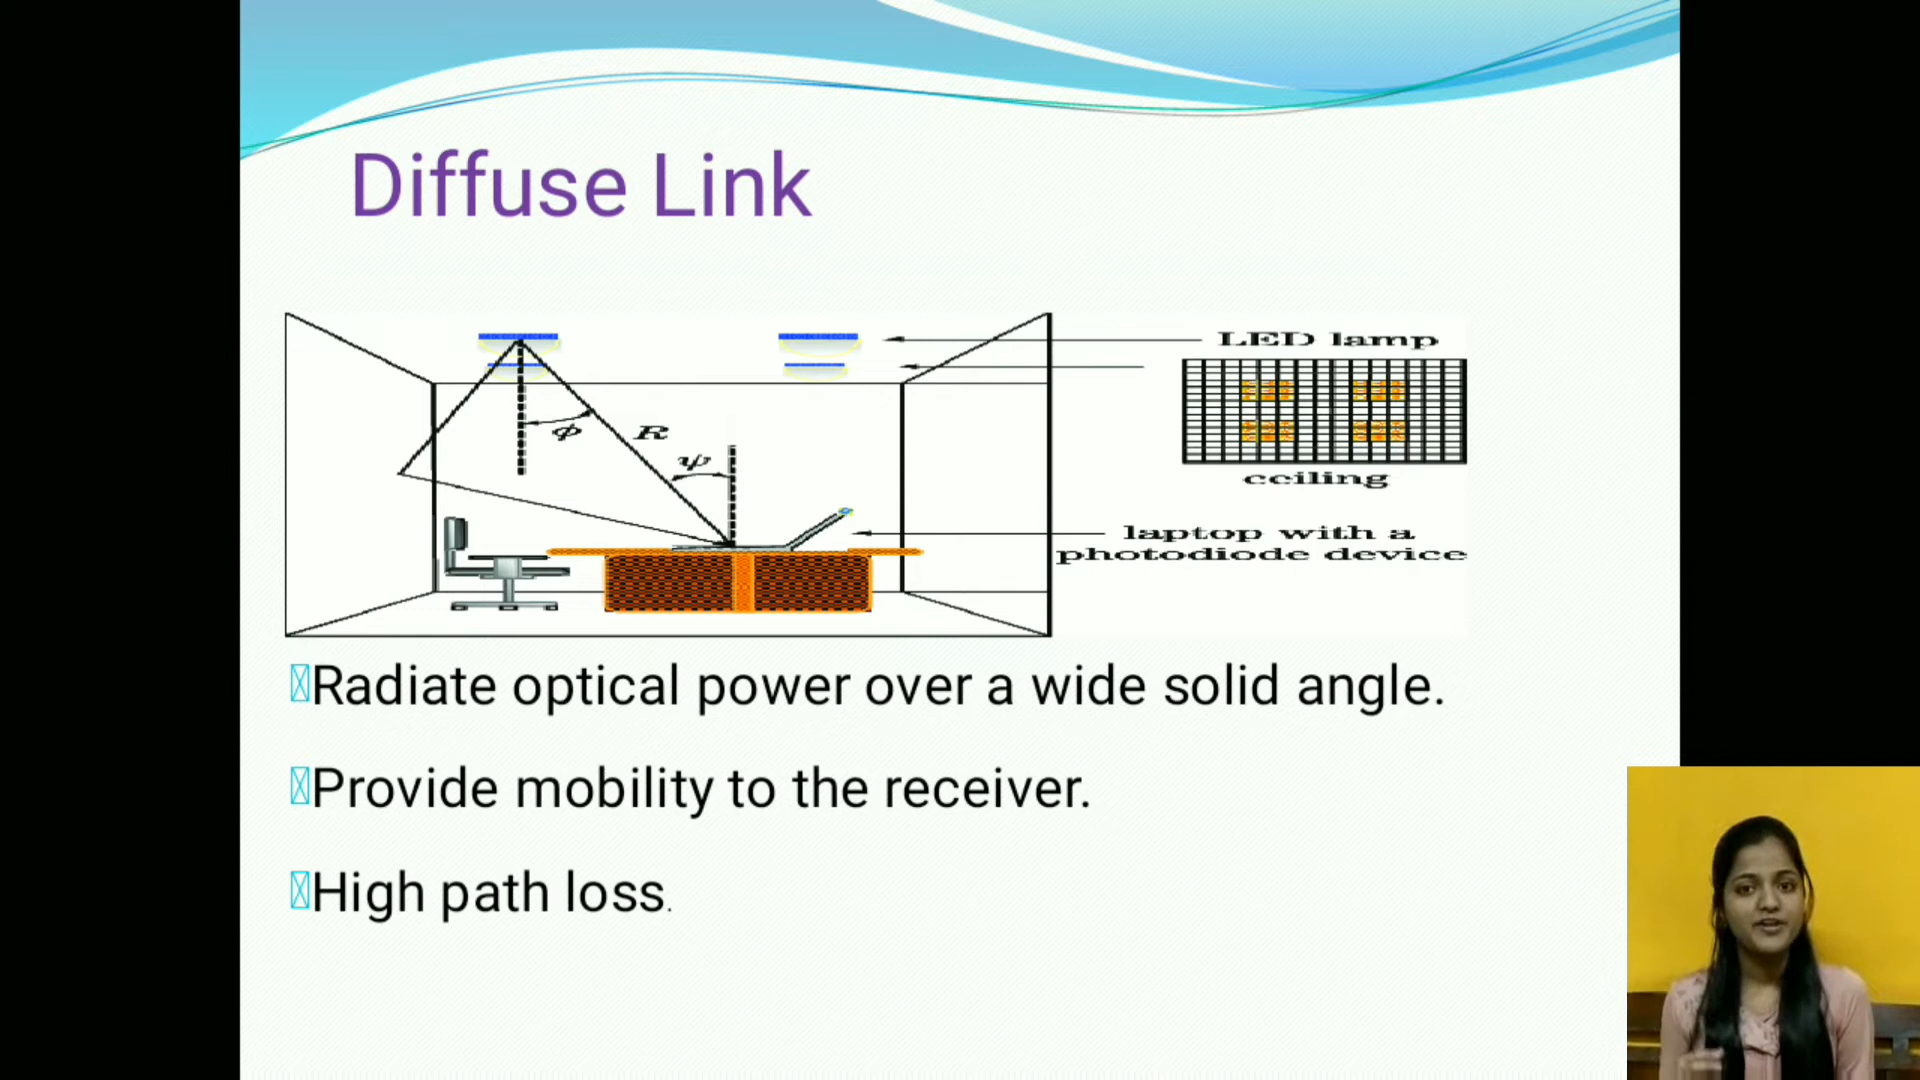 Diffuse Link
LED lamp
ϕ
R
ψ
cciling
laptop with a
photodiode device
Radiate optical power over a wide solid angle.
Provide mobility to the receiver.
High path loss.